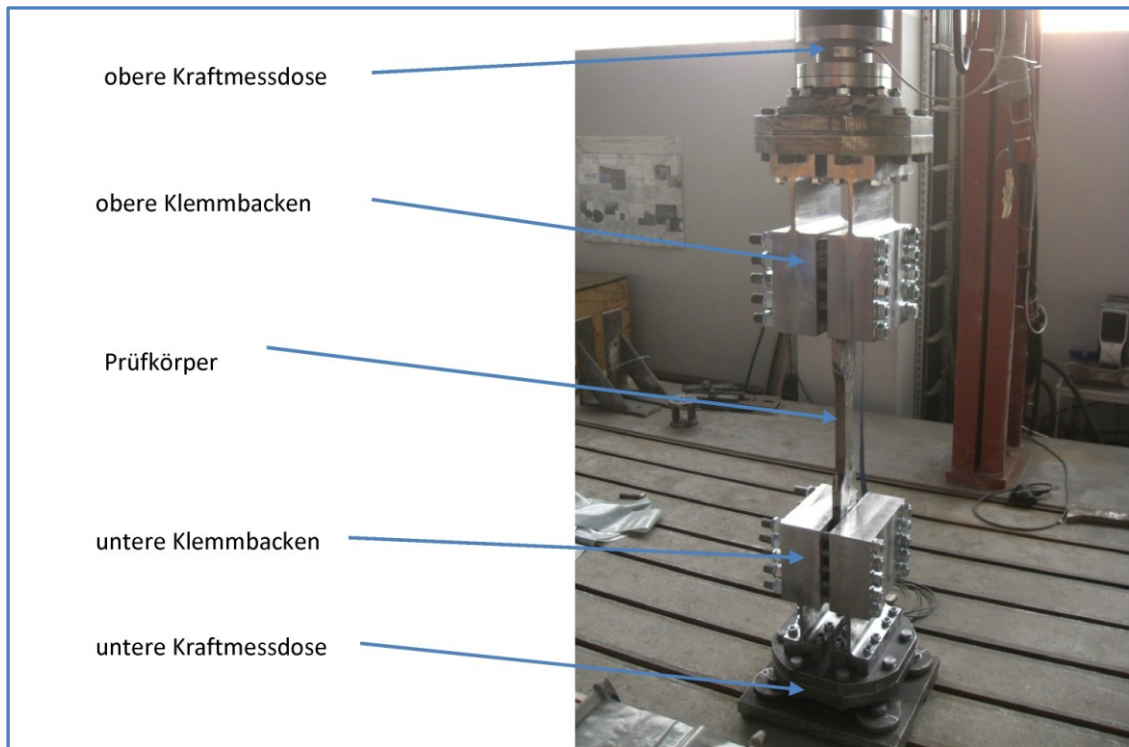 obere Kraftmessdose
obere Klemmbacken
Prüfkörper
untere Klemmbacken
untere Kraftmessdose